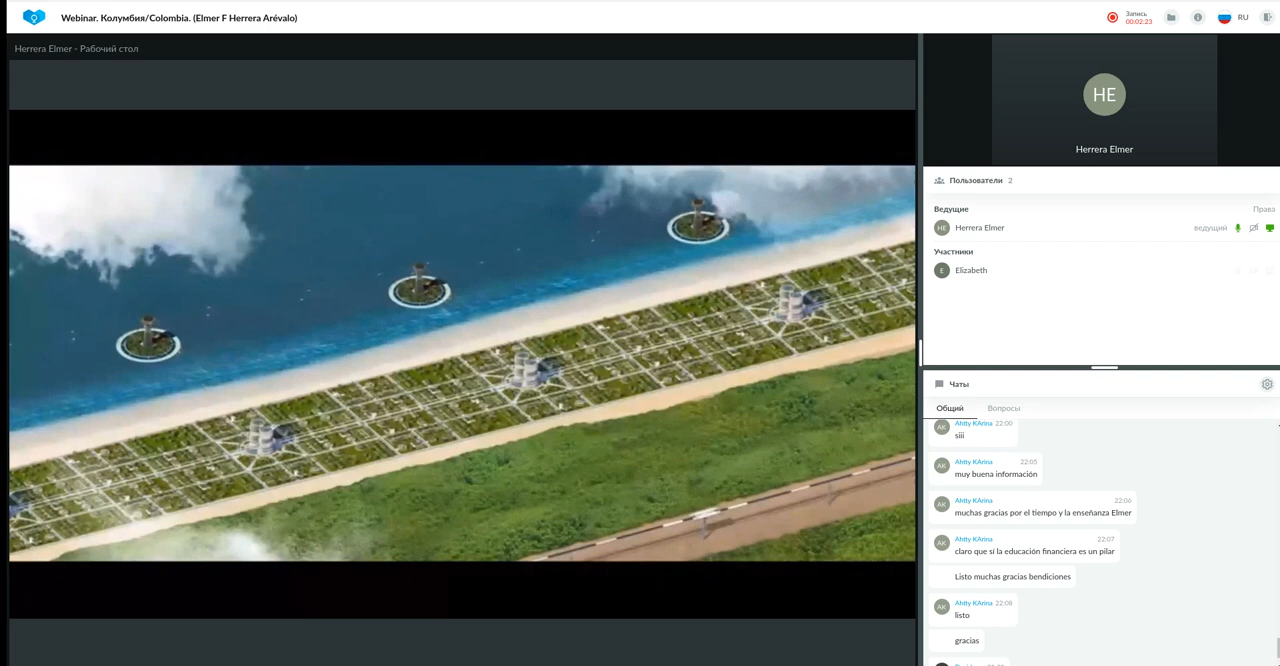 Webinar. Колумбия/Colombia. (Elmer F Herrera Arévalo)
Запись
00:02:23
RU
Herrera Elmer - Рабочий стол
HE
Herrera Elmer
Пользователи 2
Ведущие Права
HE Herrera Elmer ведущий
Участники
E Elizabeth
Чаты
Общий Вопросы
AK Ahtty KArina 22:00
siii
AK Ahtty KArina 22:05
muy buena información
AK Ahtty KArina 22:06
muchas gracias por el tiempo y la enseñanza Elmer
AK Ahtty KArina 22:07
claro que sí la educación financiera es un pilar
Listo muchas gracias bendiciones
AK Ahtty KArina 22:08
listo
gracias